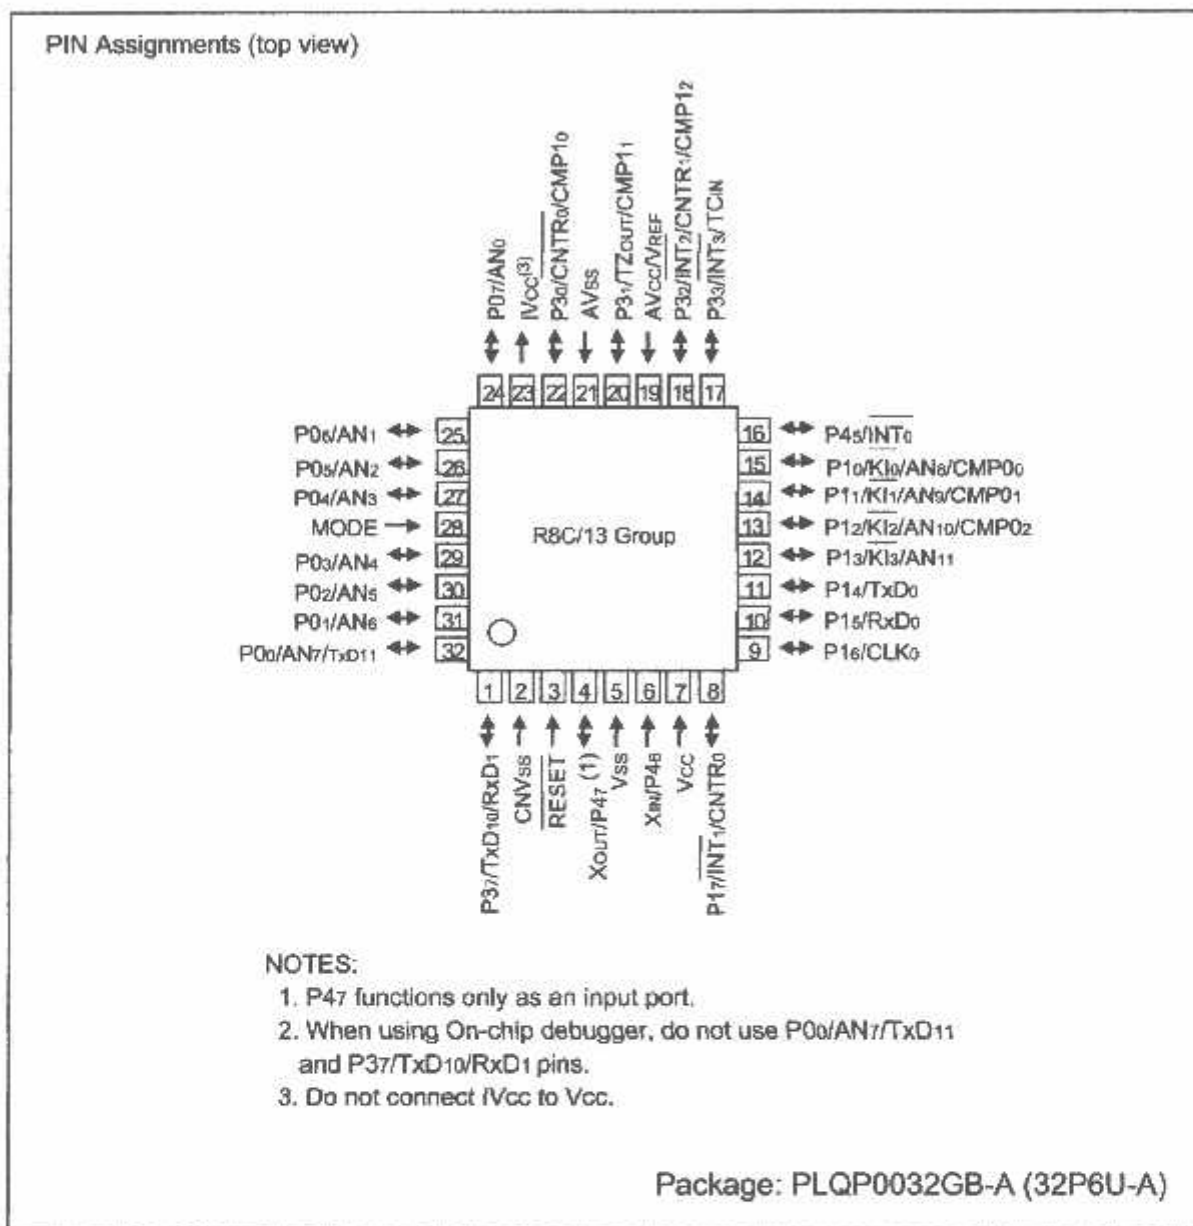 PIN Assignments (top view)
P07/AN0
IVCC(3)
P30/CNTR0/CMP10
AVSS
P31/TZOUT/CMP11
AVCC/VREF
P32/INT2/CNTR1/CMP12
P33/INT3/TCIN
24 23 22 21 20 19 18 17
P06/AN1 25
P05/AN2 26
P04/AN3 27
MODE 28
P03/AN4 29
P02/AN5 30
P01/AN6 31
P00/AN7/TxD11 32
R8C/13 Group
16 P45/INT0
15 P10/KI0/AN8/CMP00
14 P11/KI1/AN9/CMP01
13 P12/KI2/AN10/CMP02
12 P13/KI3/AN11
11 P14/TxD0
10 P15/RxD0
9 P16/CLK0
1 2 3 4 5 6 7 8
P37/TxD10/RxD1
CNVSS
RESET
XOUT/P47 (1)
VSS
XIN/P46
VCC
P17/INT1/CNTR0
NOTES:
1. P47 functions only as an input port.
2. When using On-chip debugger, do not use P00/AN7/TxD11
and P37/TxD10/RxD1 pins.
3. Do not connect IVcc to Vcc.
Package: PLQP0032GB-A (32P6U-A)